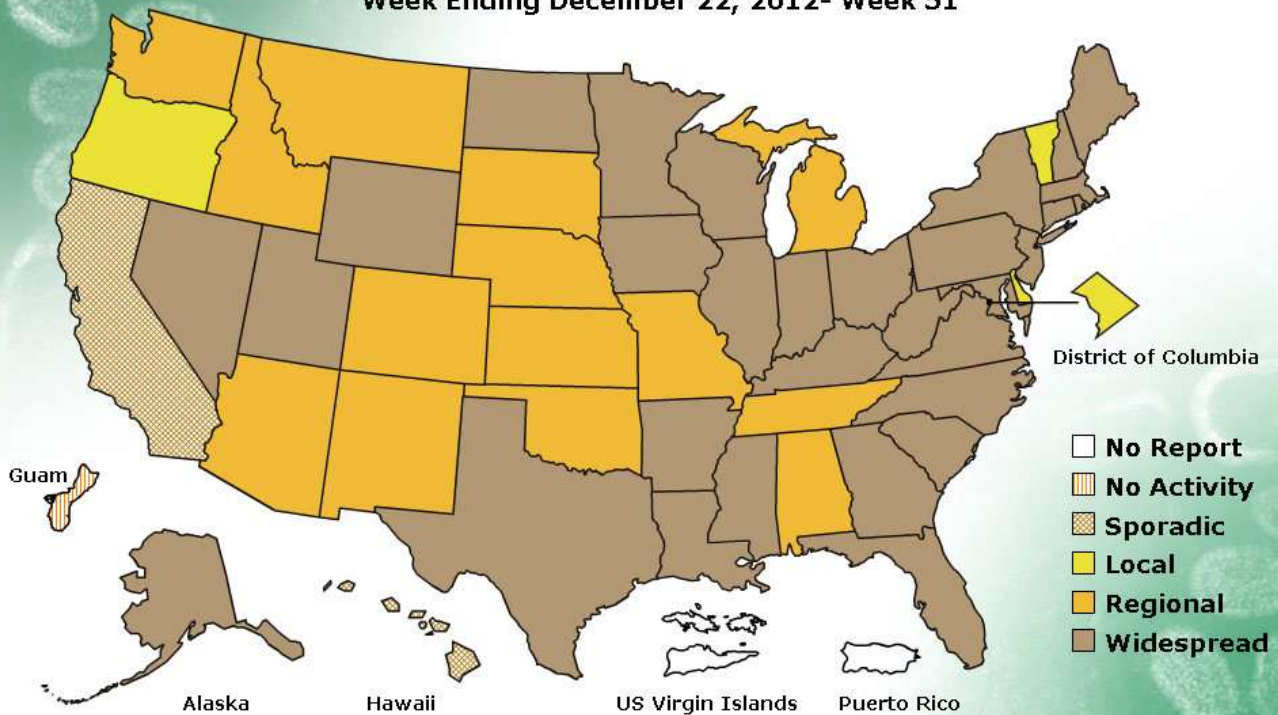 Week Ending December 22, 2012- Week 51
District of Columbia
Guam
No Report
No Activity
Sporadic
Local
Regional
Widespread
Alaska
Hawaii
US Virgin Islands
Puerto Rico